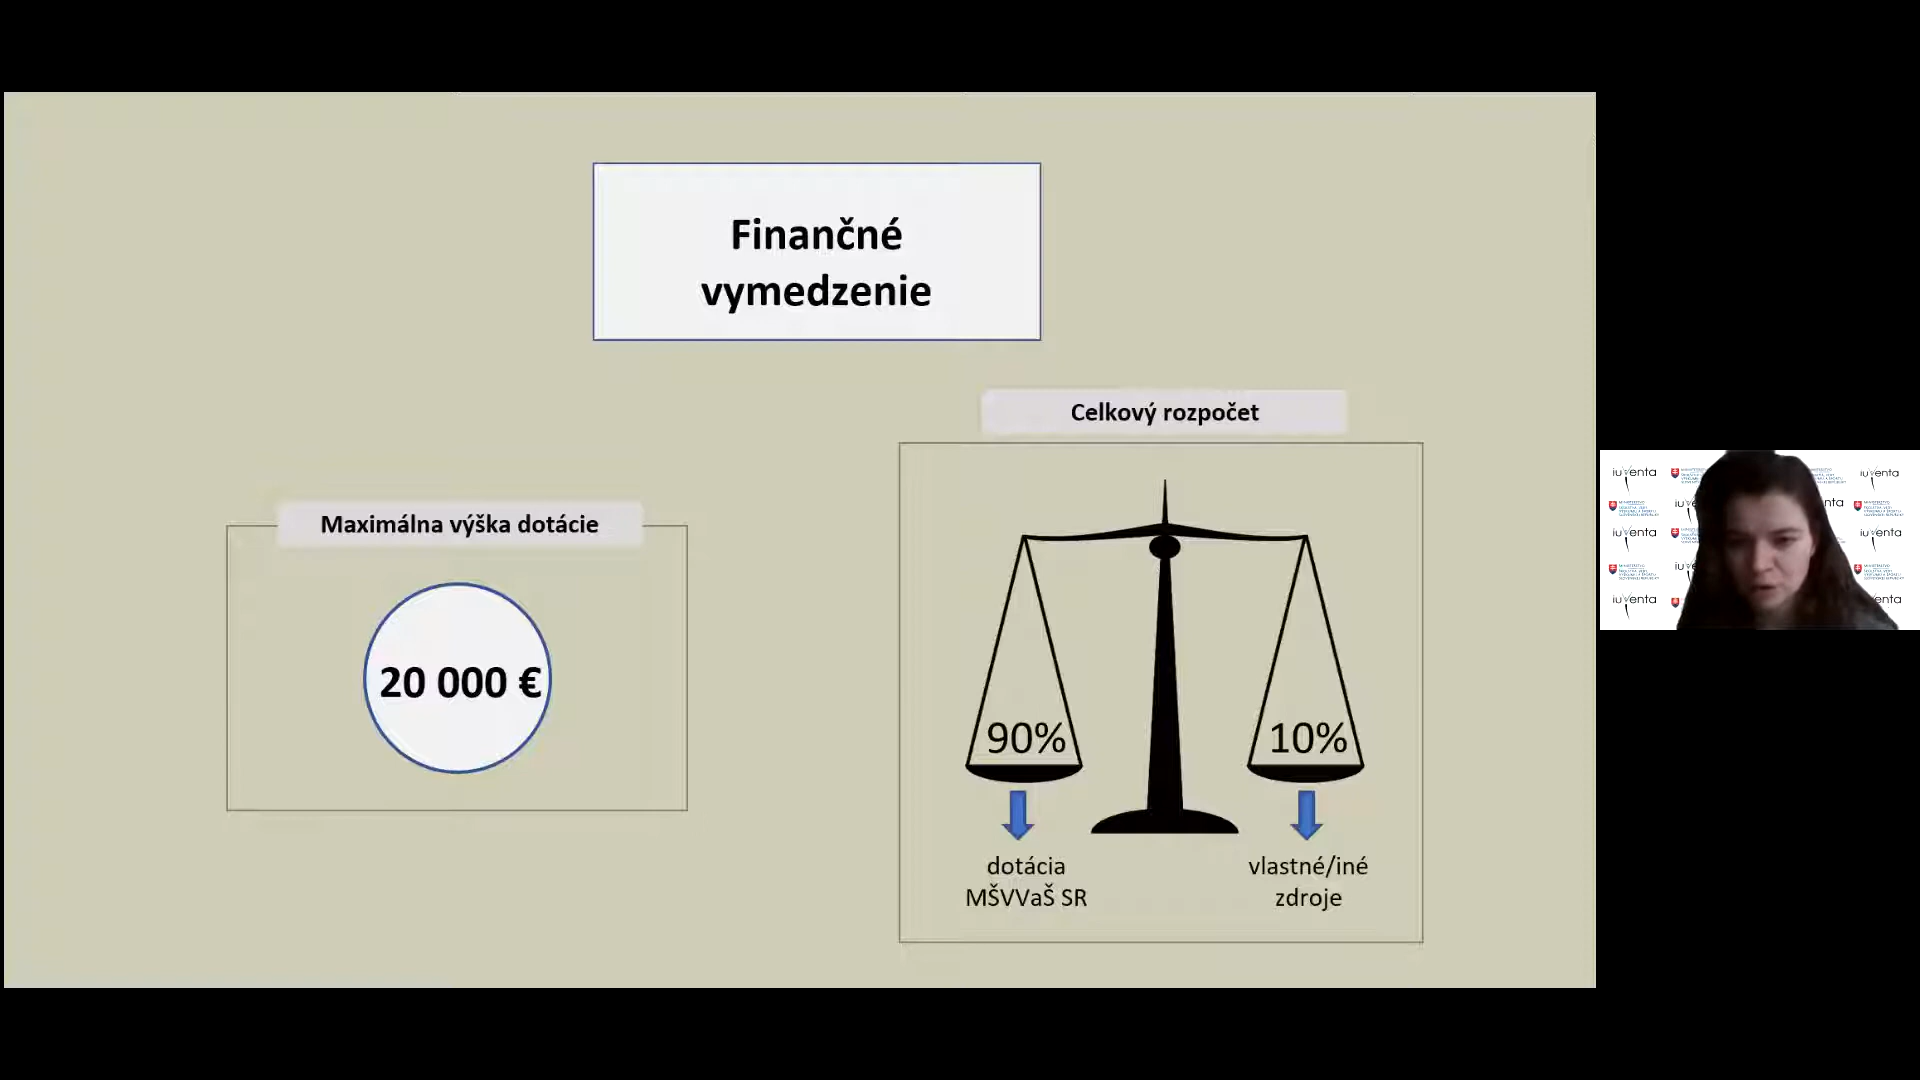 Finančné
vymedzenie
Celkový rozpočet
Maximálna výška dotácie
20 000 €
90%
10%
dotácia
MŠVVaŠ SR
vlastné/iné
zdroje
iuventa
iuventa
iuventa
iuventa
iuventa